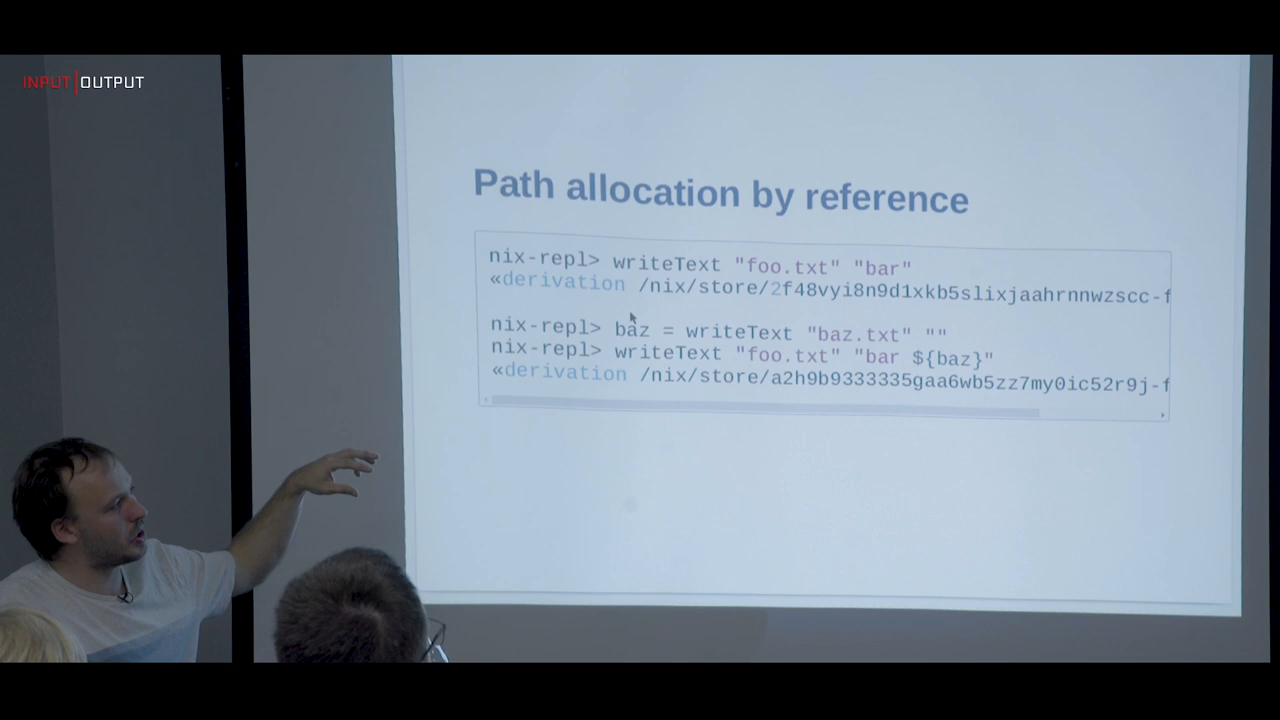 INPUT|OUTPUT
Path allocation by reference
nix-repl> writeText "foo.txt" "bar"
«derivation /nix/store/2f48vyi8n9d1xkb5slixjaahrnnwzscc-f
nix-repl> baz = writeText "baz.txt" ""
nix-repl> writeText "foo.txt" "bar ${baz}"
«derivation /nix/store/a2h9b9333335gaa6wb5zz7my0ic52r9j-f